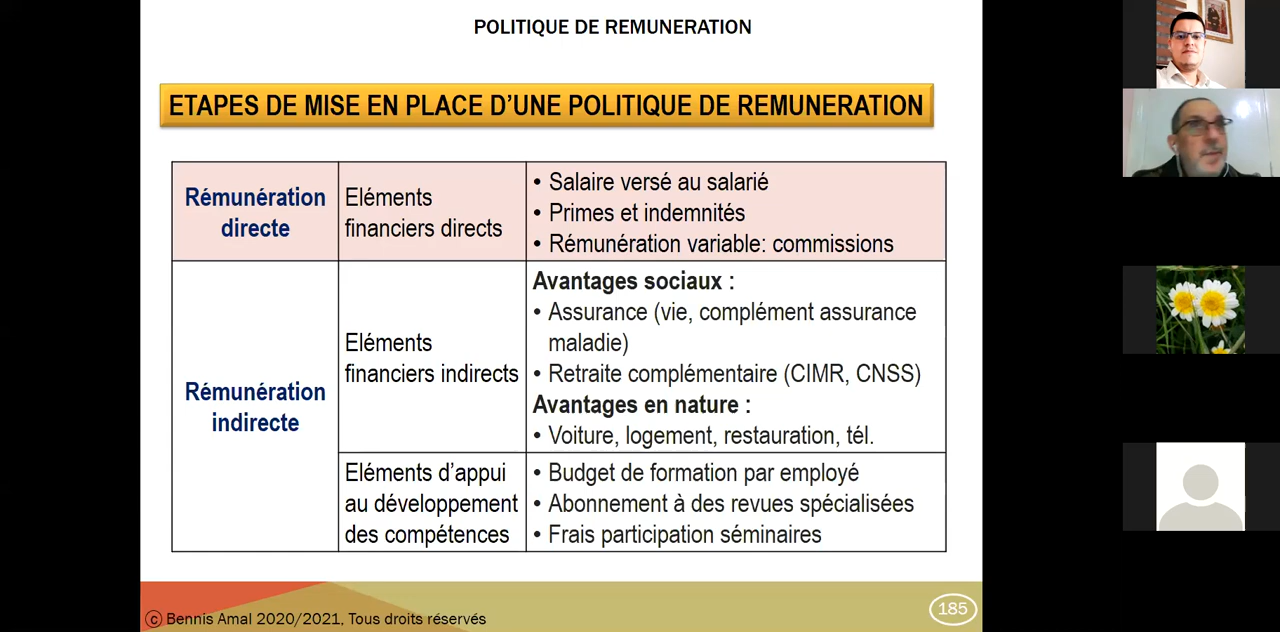 POLITIQUE DE REMUNERATION
ETAPES DE MISE EN PLACE D’UNE POLITIQUE DE REMUNERATION
Rémunération
directe
Eléments
financiers directs
• Salaire versé au salarié
• Primes et indemnités
• Rémunération variable: commissions
Rémunération
indirecte
Eléments
financiers indirects
Avantages sociaux :
• Assurance (vie, complément assurance
maladie)
• Retraite complémentaire (CIMR, CNSS)
Avantages en nature :
• Voiture, logement, restauration, tél.
Eléments d’appui
au développement
des compétences
• Budget de formation par employé
• Abonnement à des revues spécialisées
• Frais participation séminaires
© Bennis Amal 2020/2021, Tous droits réservés
185